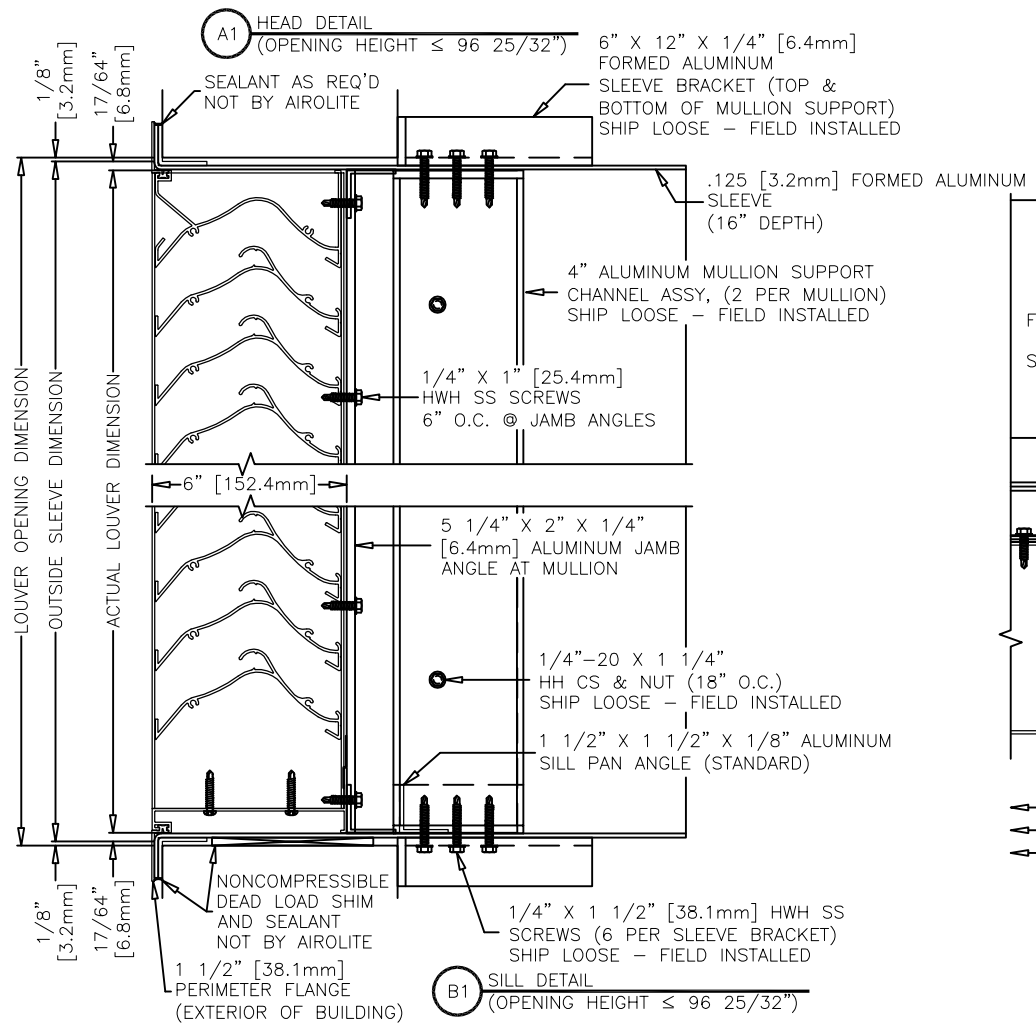 A1
HEAD DETAIL
(OPENING HEIGHT ≤ 96 25/32")
1/8"
[3.2mm]
17/64"
[6.8mm]
SEALANT AS REQ'D
NOT BY AIROLITE
6" X 12" X 1/4" [6.4mm]
FORMED ALUMINUM
SLEEVE BRACKET (TOP &
BOTTOM OF MULLION SUPPORT)
SHIP LOOSE – FIELD INSTALLED
.125 [3.2mm] FORMED ALUMINUM
SLEEVE
(16" DEPTH)
4" ALUMINUM MULLION SUPPORT
CHANNEL ASSY, (2 PER MULLION)
SHIP LOOSE – FIELD INSTALLED
F
S
1/4" X 1" [25.4mm]
HWH SS SCREWS
6" O.C. @ JAMB ANGLES
LOUVER OPENING DIMENSION
OUTSIDE SLEEVE DIMENSION
ACTUAL LOUVER DIMENSION
6" [152.4mm]
5 1/4" X 2" X 1/4"
[6.4mm] ALUMINUM JAMB
ANGLE AT MULLION
1/4"–20 X 1 1/4"
HH CS & NUT (18" O.C.)
SHIP LOOSE – FIELD INSTALLED
1 1/2" X 1 1/2" X 1/8" ALUMINUM
SILL PAN ANGLE (STANDARD)
1/8"
[3.2mm]
17/64"
[6.8mm]
NONCOMPRESSIBLE
DEAD LOAD SHIM
AND SEALANT
NOT BY AIROLITE
1/4" X 1 1/2" [38.1mm] HWH SS
SCREWS (6 PER SLEEVE BRACKET)
SHIP LOOSE – FIELD INSTALLED
1 1/2" [38.1mm]
PERIMETER FLANGE
(EXTERIOR OF BUILDING)
B1
SILL DETAIL
(OPENING HEIGHT ≤ 96 25/32")